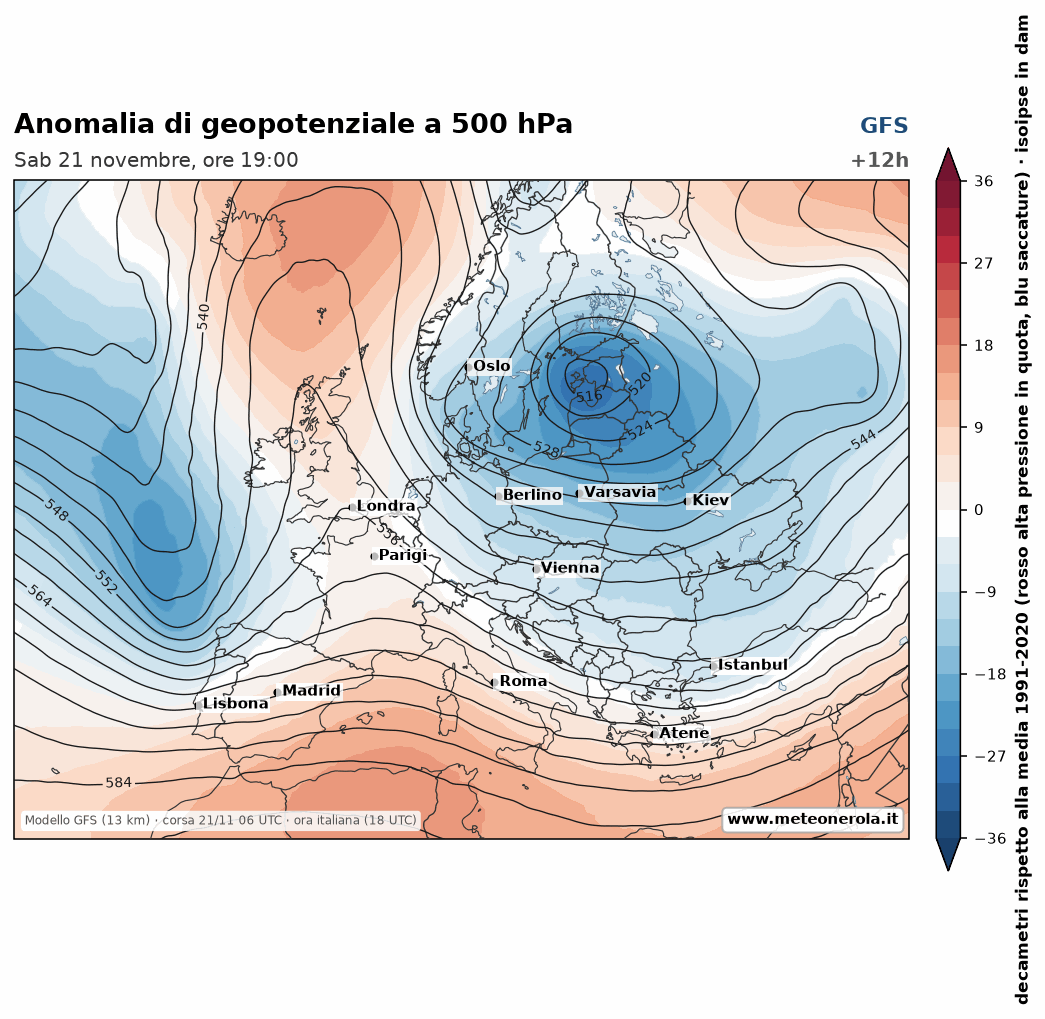 Anomalia di geopotenziale a 500 hPa
GFS
Sab 21 novembre, ore 19:00
+12h
540
Oslo
516
520
524
528
544
Berlino
Varsavia
Kiev
548
Londra
556
Parigi
Vienna
552
564
Istanbul
Roma
Madrid
Lisbona
Atene
584
Modello GFS (13 km) · corsa 21/11 06 UTC · ora italiana (18 UTC)
www.meteonerola.it
36
27
18
9
0
−9
−18
−27
−36
decametri rispetto alla media 1991-2020 (rosso alta pressione in quota, blu saccature) · isoipse in dam